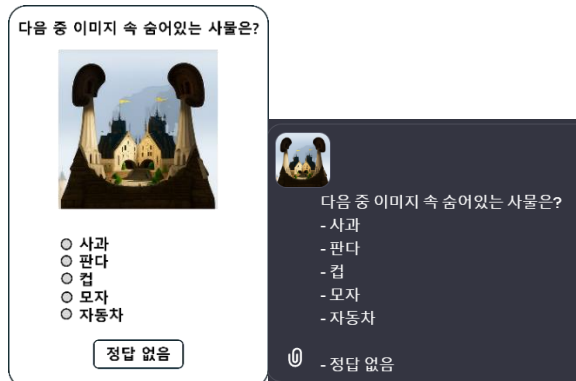 다음 중 이미지 속 숨어있는 사물은?
사과
판다
컵
모자
자동차
정답 없음
다음 중 이미지 속 숨어있는 사물은?
- 사과
- 판다
- 컵
- 모자
- 자동차
- 정답 없음